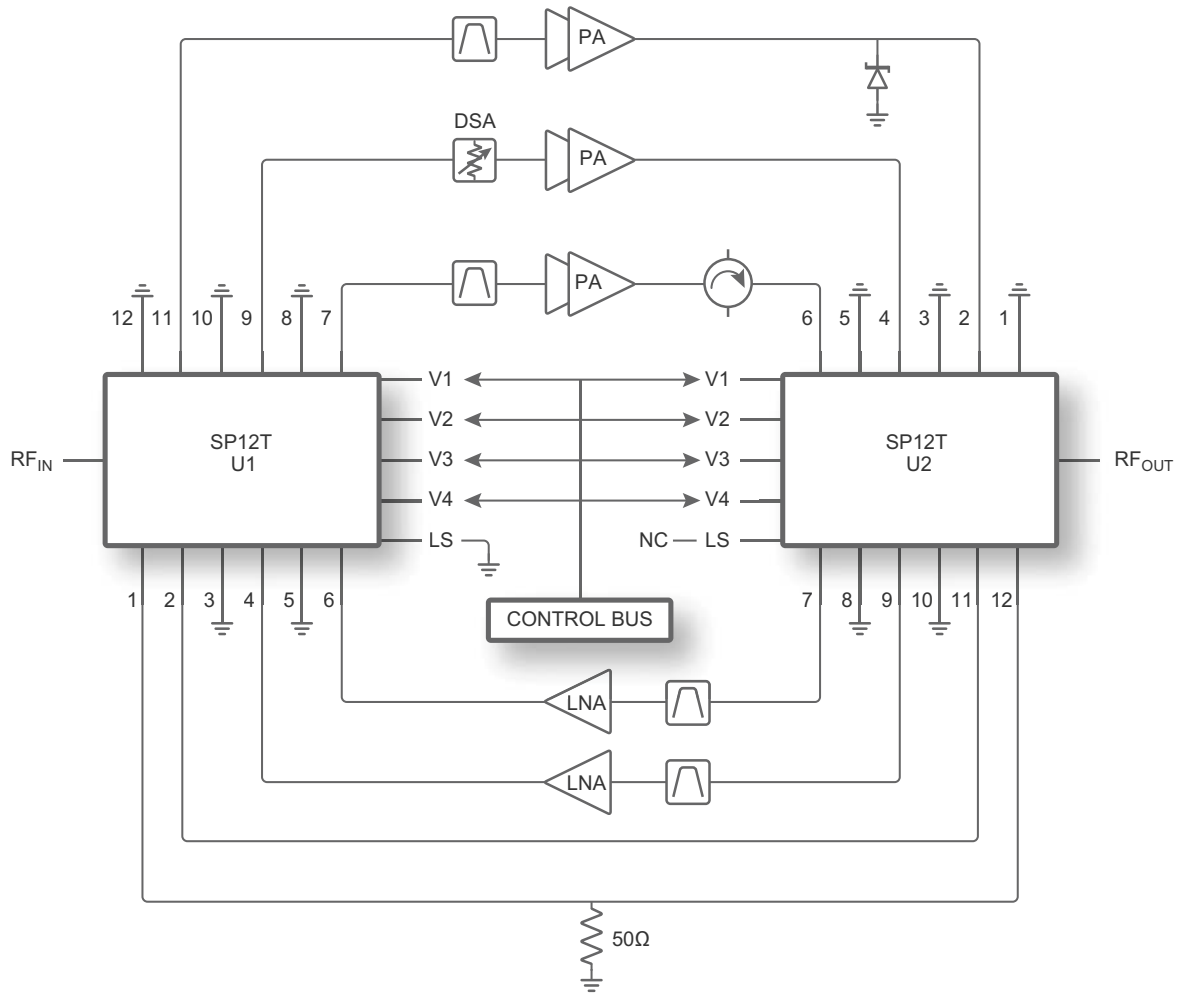 PA
DSA
PA
PA
12 11 10 9 8 7
6 5 4 3 2 1
V1 V1
V2 V2
SP12T
U1
SP12T
U2
RFIN
V3 V3
RFOUT
V4 V4
LS
NC LS
1 2 3 4 5 6
7 8 9 10 11 12
CONTROL BUS
LNA
LNA
50Ω